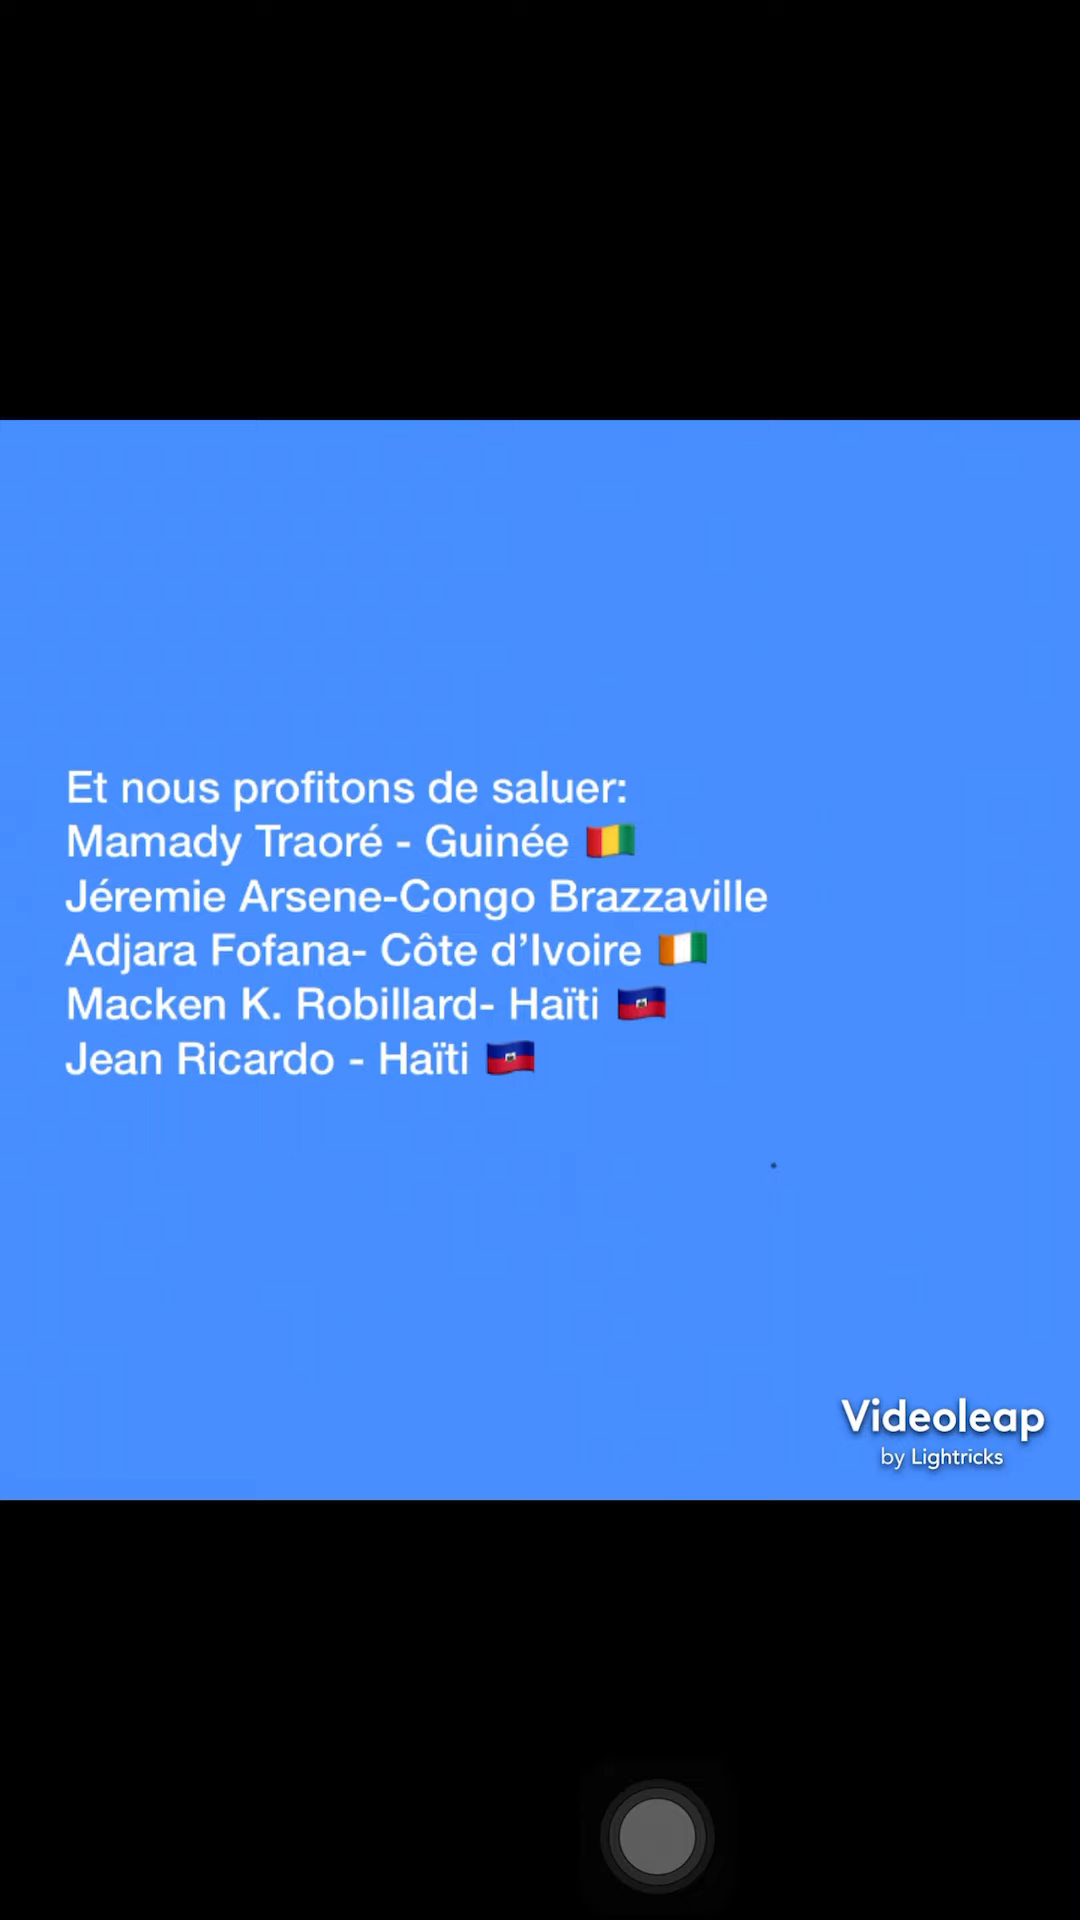 Et nous profitons de saluer:
Mamady Traoré - Guinée 🇬🇳
Jéremie Arsene-Congo Brazzaville
Adjara Fofana- Côte d’Ivoire 🇨🇮
Macken K. Robillard- Haïti 🇭🇹
Jean Ricardo - Haïti 🇭🇹
Videoleap
by Lightricks